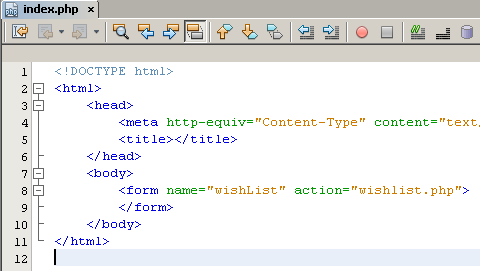 index.php
1 <!DOCTYPE html>
2 <html>
3 <head>
4 <meta http-equiv="Content-Type" content="text
5 <title></title>
6 </head>
7 <body>
8 <form name="wishList" action="wishlist.php">
9 </form>
10 </body>
11 </html>
12